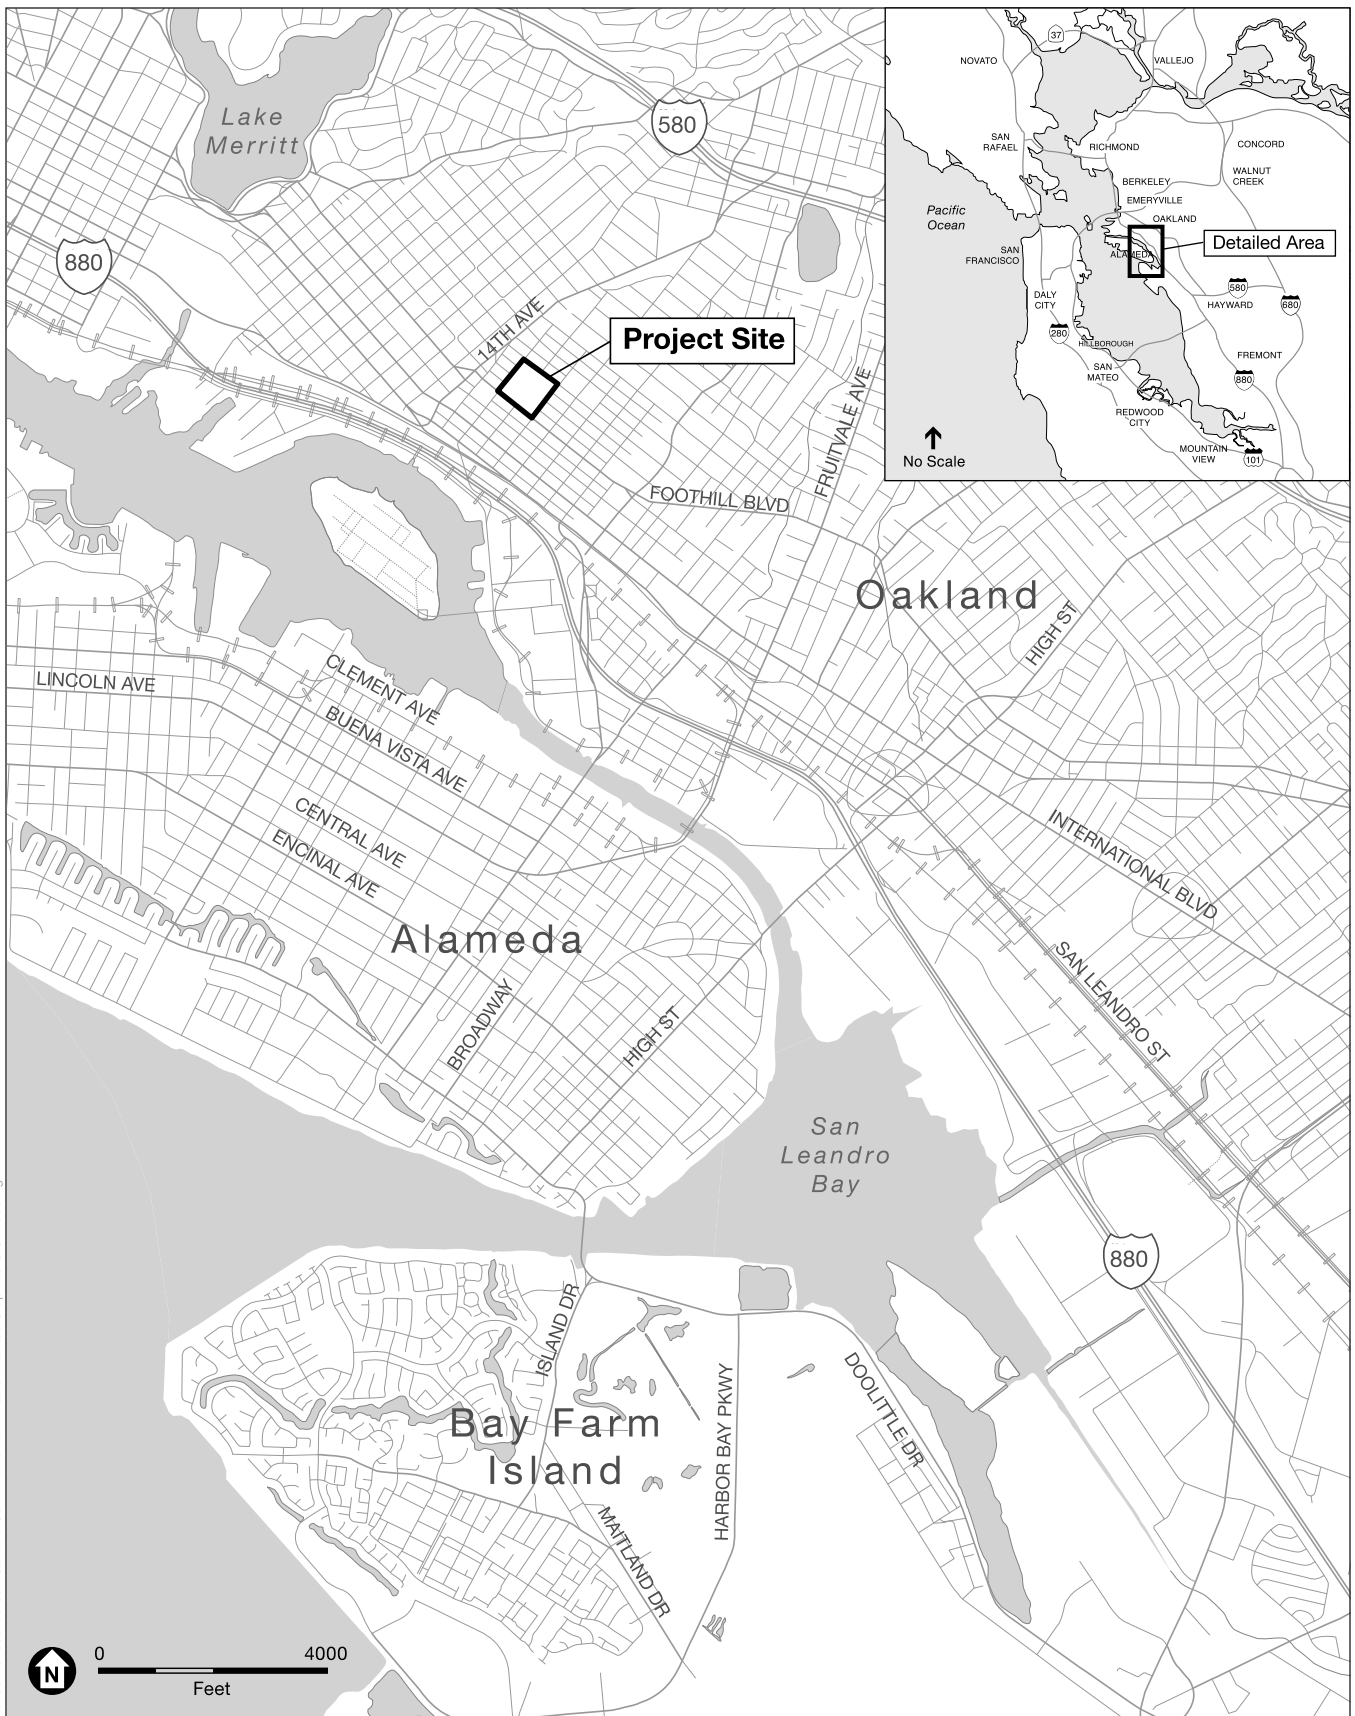 37
NOVATO
VALLEJO
SAN
RAFAEL
RICHMOND
CONCORD
WALNUT
CREEK
BERKELEY
EMERYVILLE
OAKLAND
Pacific
Ocean
SAN
FRANCISCO
ALAMEDA
Detailed Area
DALY
CITY
580
680
HAYWARD
280
HILLBOROUGH
SAN
MATEO
FREMONT
880
REDWOOD
CITY
MOUNTAIN
VIEW
101
No Scale
Lake
Merritt
580
880
14TH AVE
Project Site
FRUITVALE AVE
FOOTHILL BLVD
Oakland
HIGH ST
LINCOLN AVE
CLEMENT AVE
BUENA VISTA AVE
CENTRAL AVE
ENCINAL AVE
INTERNATIONAL BLVD
Alameda
SAN LEANDRO ST
BROADWAY
HIGH ST
San
Leandro
Bay
880
ISLAND DR
HARBOR BAY PKWY
DOOLITTLE DR
Bay Farm
Island
MAITLAND DR
N
0 4000
Feet